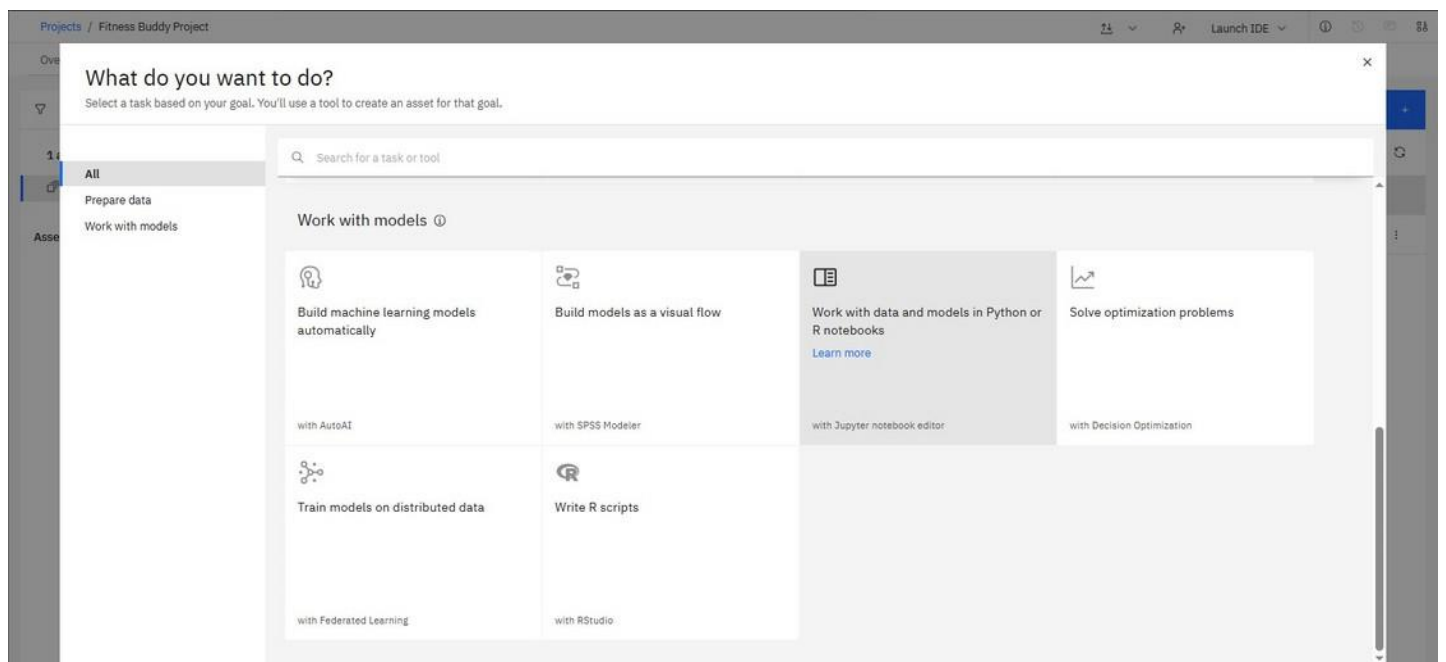 Projects / Fitness Buddy Project
Launch IDE
Ove
What do you want to do?
Select a task based on your goal. You'll use a tool to create an asset for that goal.
Search for a task or tool
All
Prepare data
Work with models
Asse
Work with models
Build machine learning models
automatically
with AutoAI
Build models as a visual flow
with SPSS Modeler
Work with data and models in Python or
R notebooks
Learn more
with Jupyter notebook editor
Solve optimization problems
with Decision Optimization
Train models on distributed data
with Federated Learning
Write R scripts
with RStudio